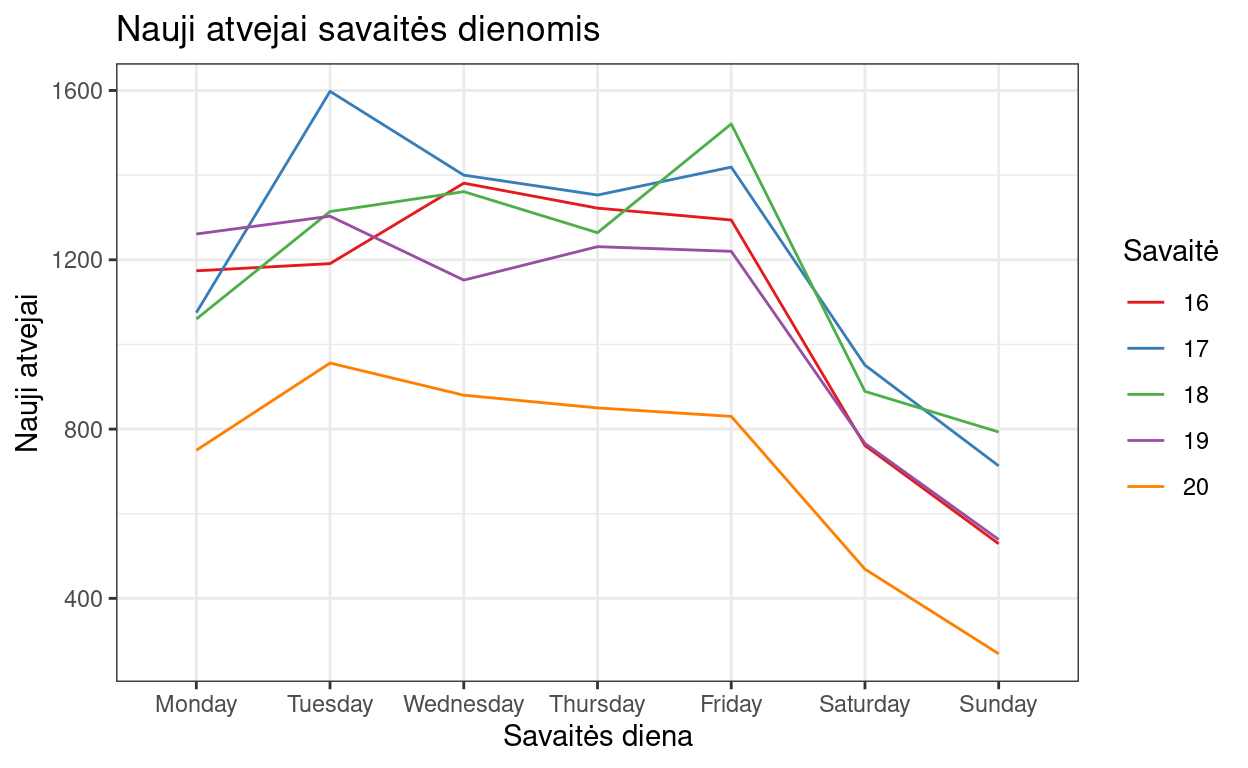 Nauji atvejai savaitės dienomis
Nauji atvejai
1600
1200
800
400
Monday Tuesday Wednesday Thursday Friday Saturday Sunday
Savaitės diena
Savaitė
16
17
18
19
20